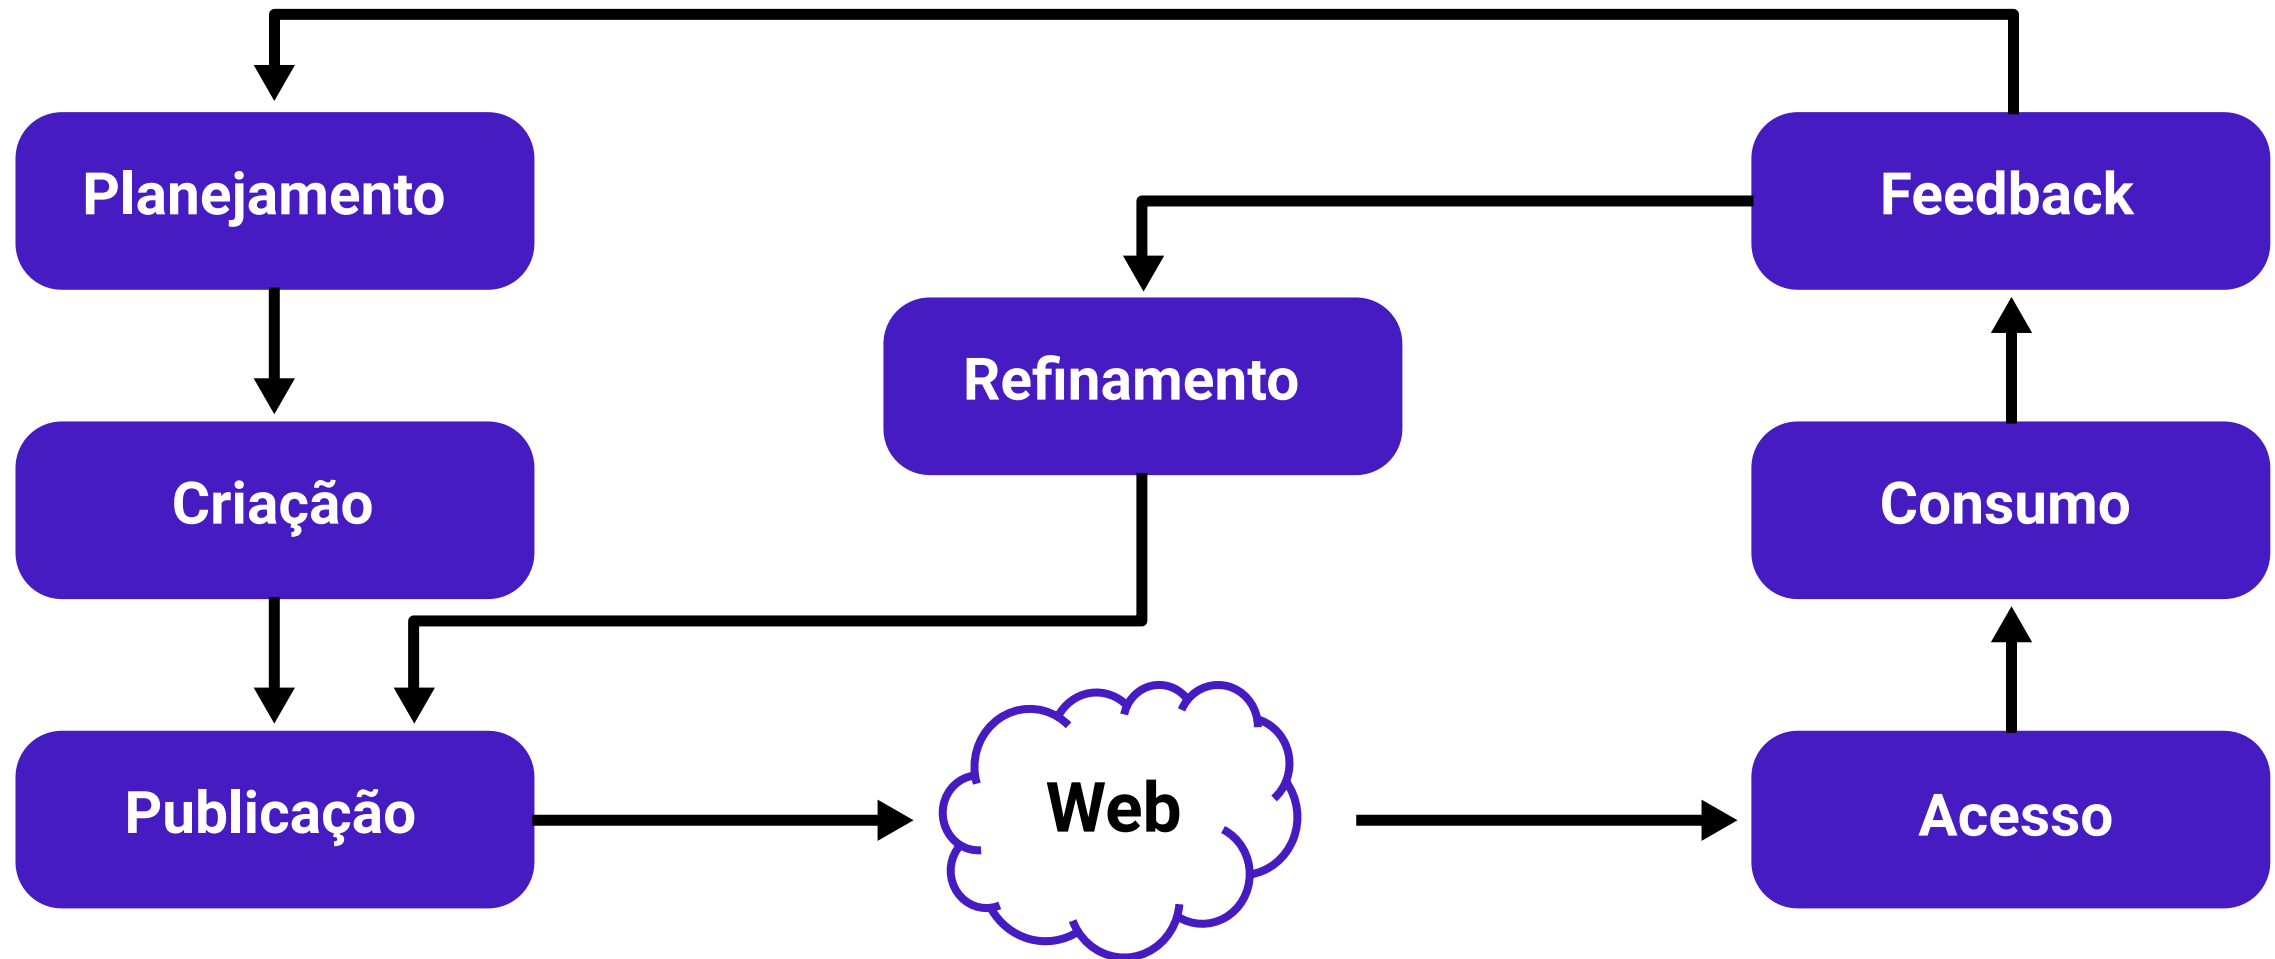 Planejamento
Feedback
Refinamento
Criação
Consumo
Publicação
Web
Acesso